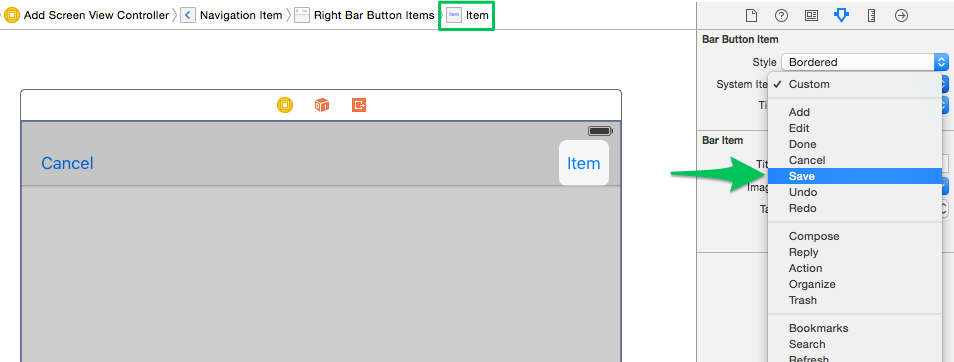 Add Screen View Controller Navigation Item Right Bar Button Items Item Item
Bar Button Item
Style Bordered
System Ite Custom
Ti
Add
Edit
Done
Cancel
Save
Undo
Redo
Compose
Reply
Action
Organize
Trash
Bookmarks
Search
Refresh
Bar Item
Tit
Imag
Ta
Cancel Item